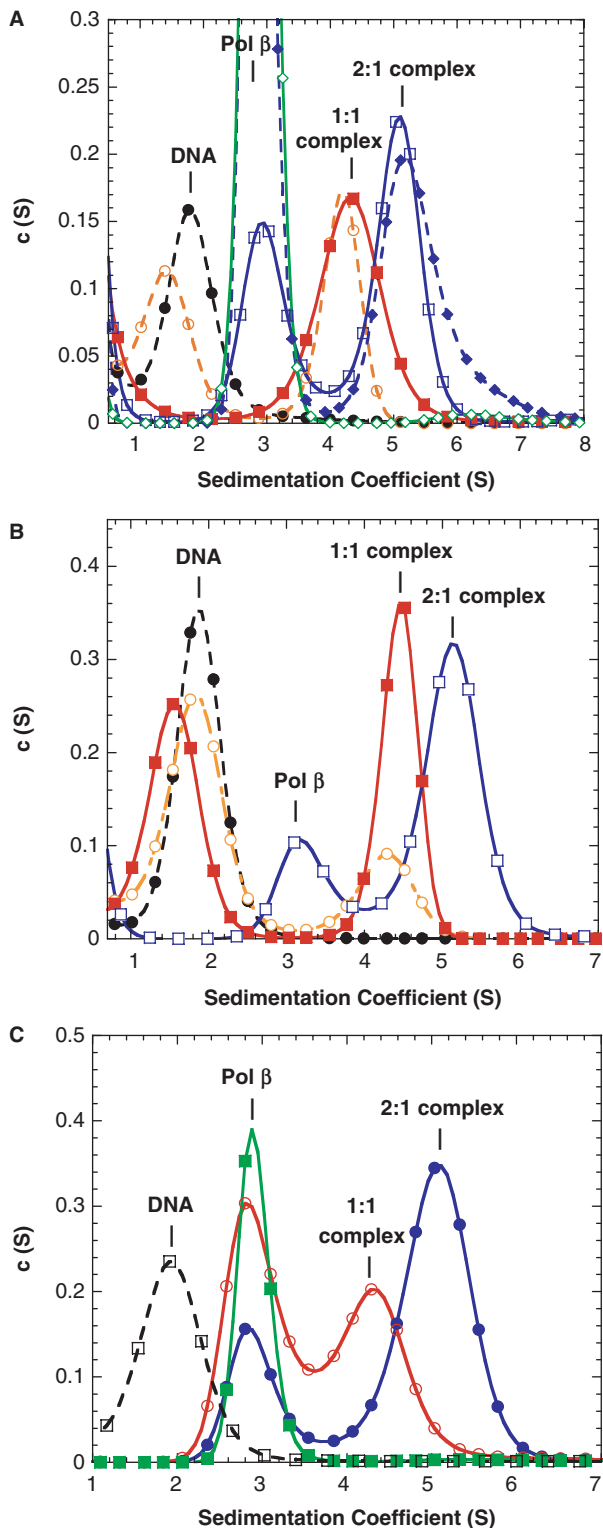 A
0.3
0.25
0.2
0.15
0.1
0.05
0
c (S)
Pol β
2:1 complex
1:1
complex
DNA
1 2 3 4 5 6 7 8
Sedimentation Coefficient (S)
B
0.4
0.3
0.2
0.1
0
c (S)
DNA
1:1 complex
2:1 complex
Pol β
1 2 3 4 5 6 7
Sedimentation Coefficient (S)
C
0.5
0.4
0.3
0.2
0.1
0
c (S)
Pol β
2:1 complex
DNA
1:1
complex
1 2 3 4 5 6 7
Sedimentation Coefficient (S)